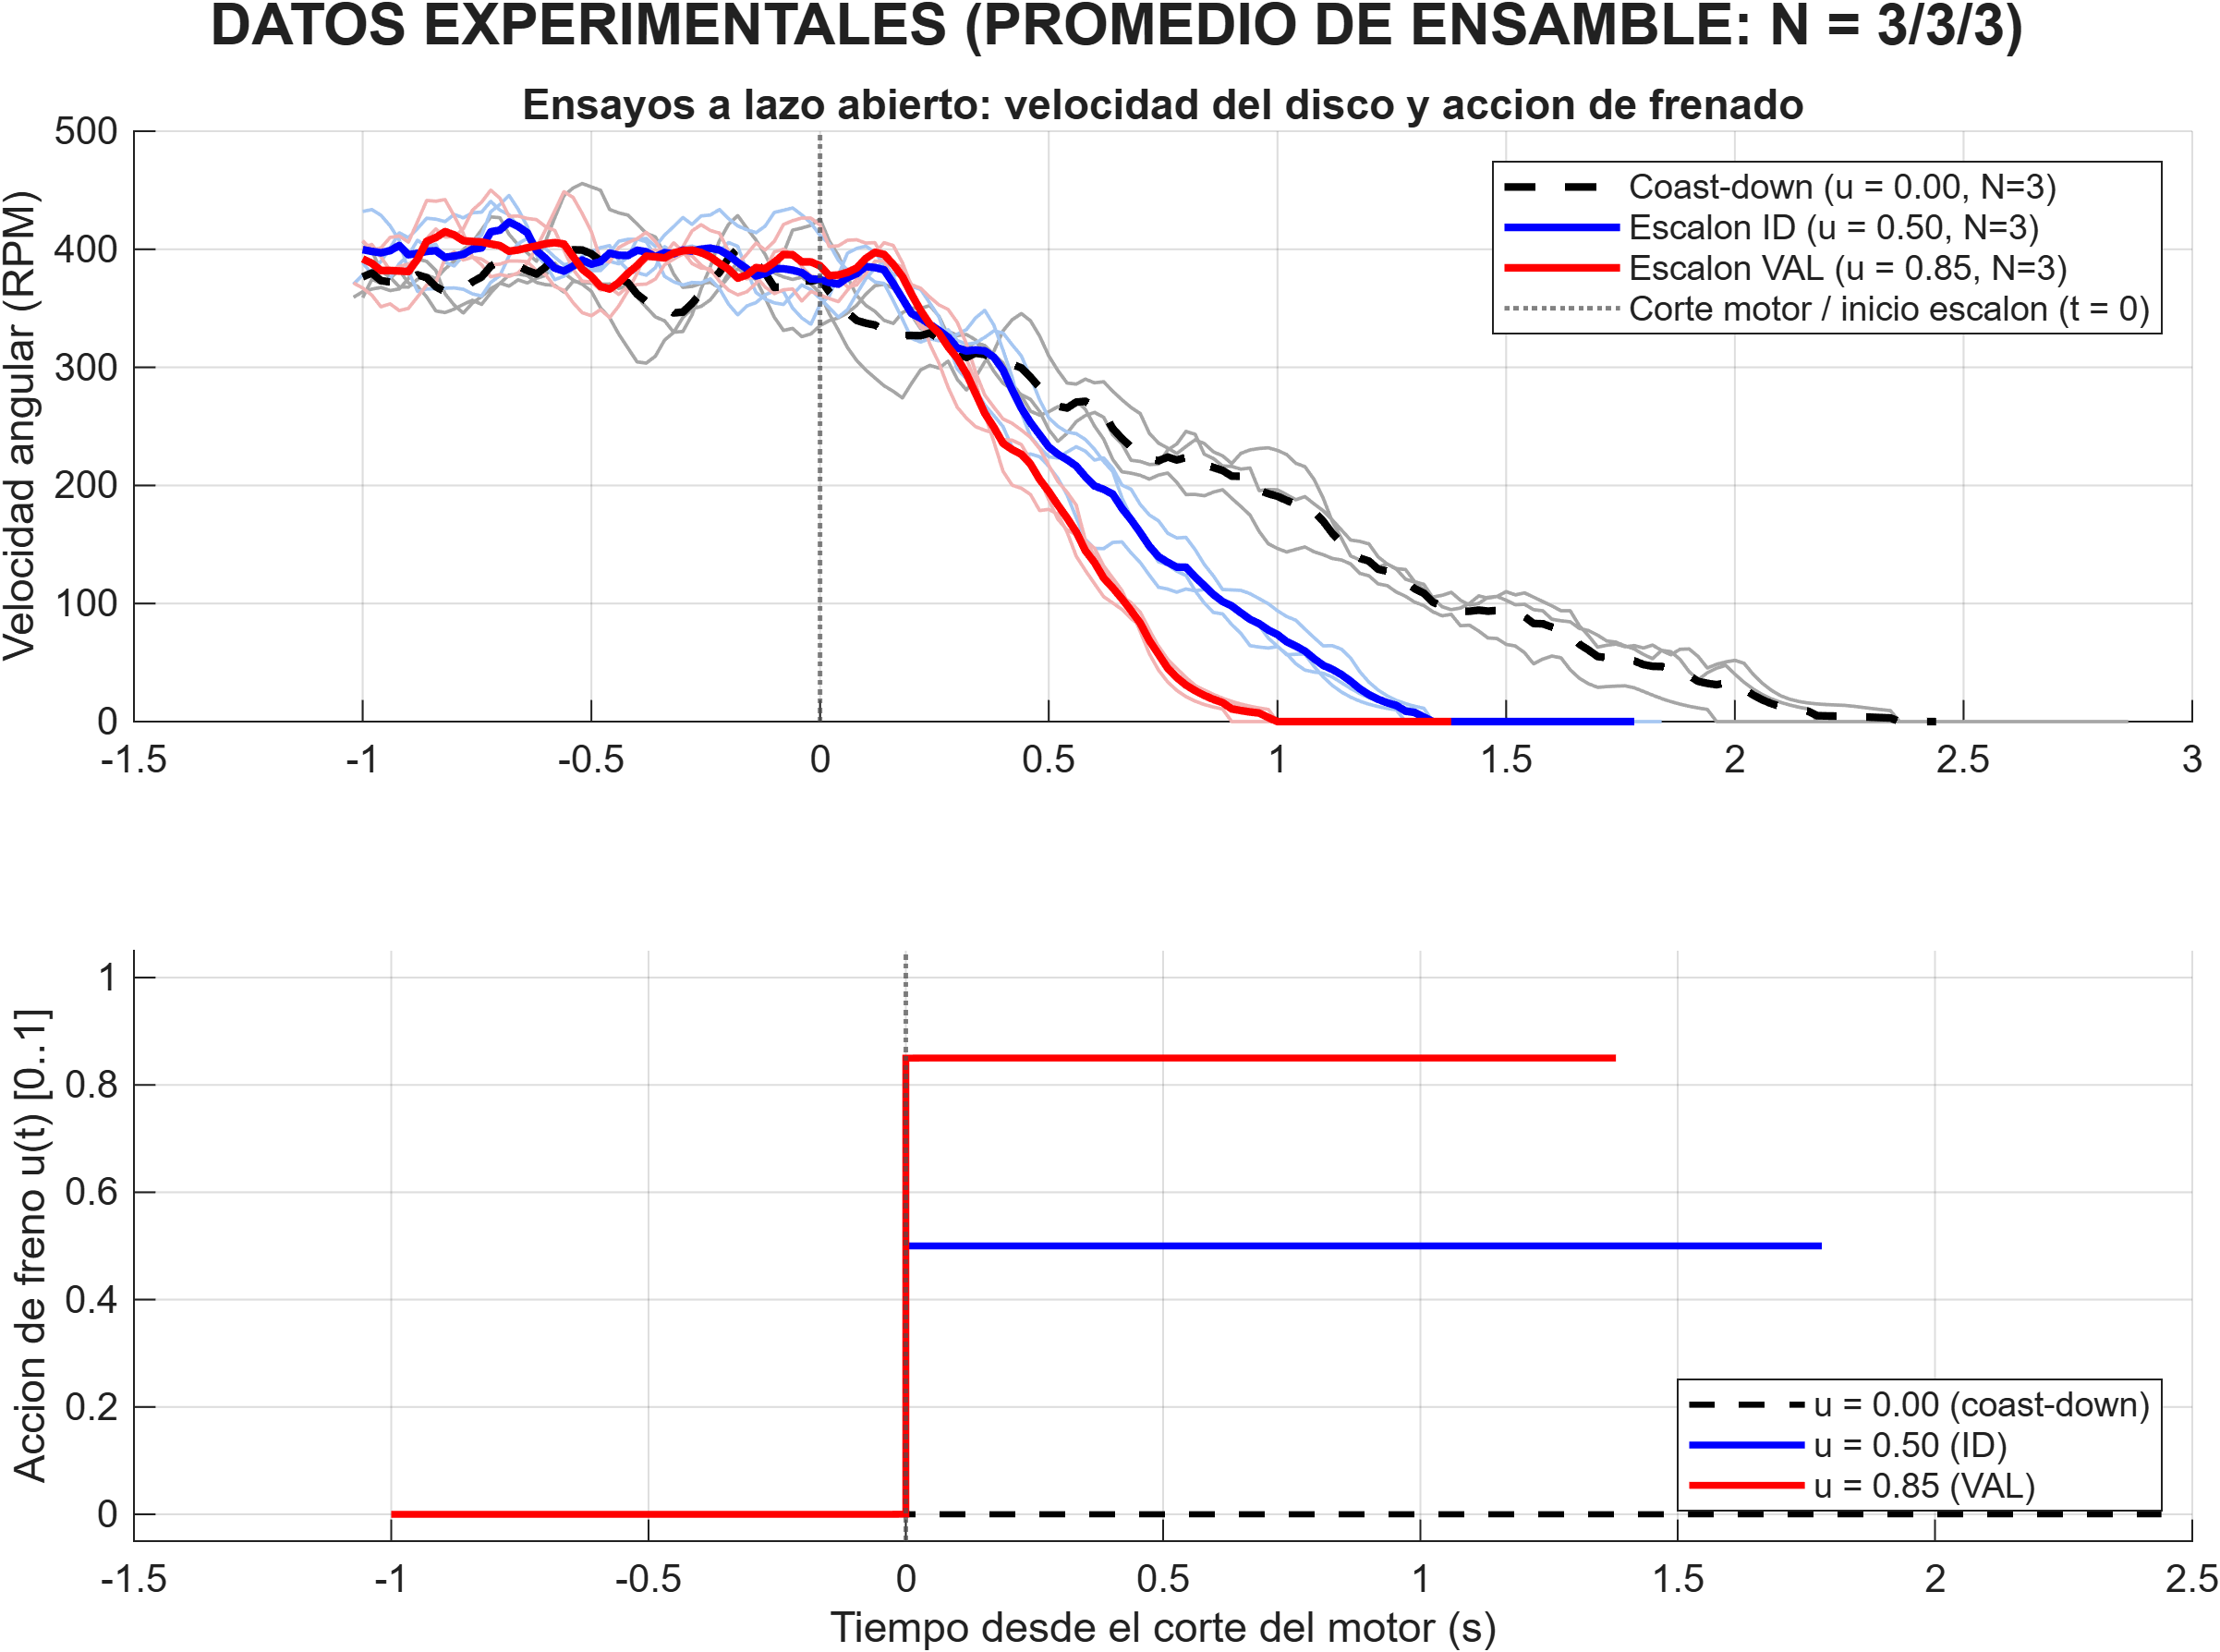 DATOS EXPERIMENTALES (PROMEDIO DE ENSAMBLE: N = 3/3/3)
Ensayos a lazo abierto: velocidad del disco y accion de frenado
Velocidad angular (RPM)
500
400
300
200
100
0
Coast-down (u = 0.00, N=3)
Escalon ID (u = 0.50, N=3)
Escalon VAL (u = 0.85, N=3)
Corte motor / inicio escalon (t = 0)
-1.5 -1 -0.5 0 0.5 1 1.5 2 2.5 3
Accion de freno u(t) [0..1]
1
0.8
0.6
0.4
0.2
0
u = 0.00 (coast-down)
u = 0.50 (ID)
u = 0.85 (VAL)
-1.5 -1 -0.5 0 0.5 1 1.5 2 2.5
Tiempo desde el corte del motor (s)